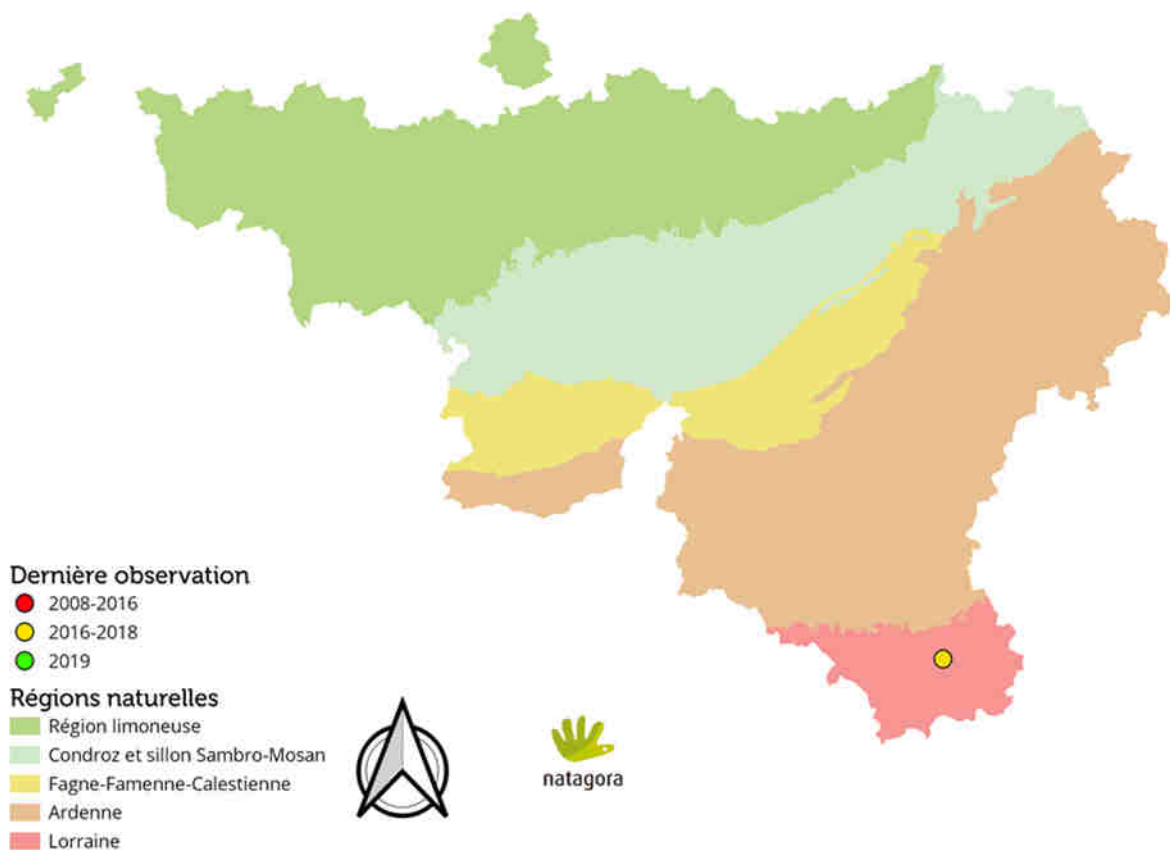 Dernière observation
2008-2016
2016-2018
2019
Régions naturelles
Région limoneuse
Condroz et sillon Sambro-Mosan
Fagne-Famenne-Calestienne
Ardenne
Lorraine
natagora